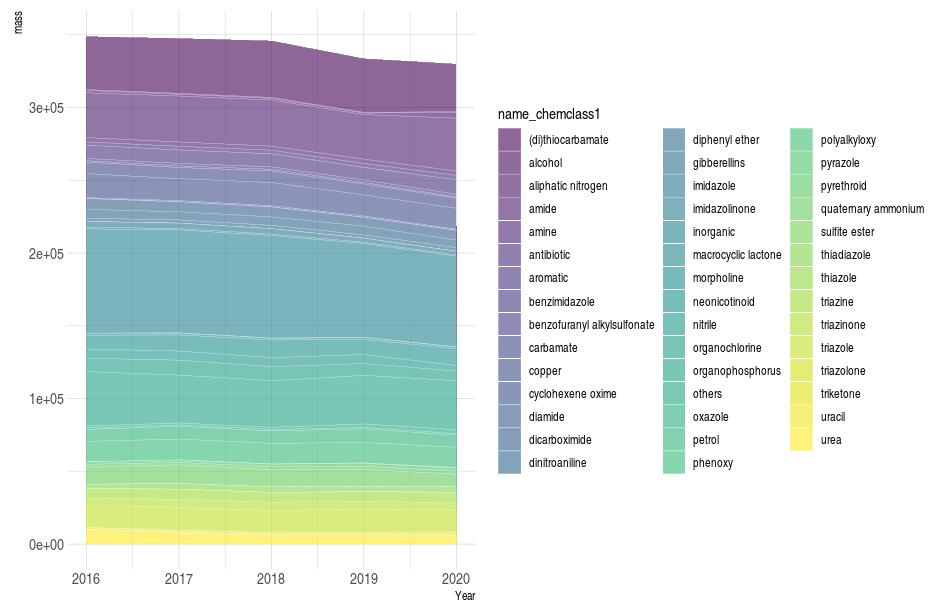 mass
3e+05
2e+05
1e+05
0e+00
2016
2017
2018
2019
2020
Year
name_chemclass1
(di)thiocarbamate
alcohol
aliphatic nitrogen
amide
amine
antibiotic
aromatic
benzimidazole
benzofuranyl alkylsulfonate
carbamate
copper
cyclohexene oxime
diamide
dicarboximide
dinitroaniline
diphenyl ether
gibberellins
imidazole
imidazolinone
inorganic
macrocyclic lactone
morpholine
neonicotinoid
nitrile
organochlorine
organophosphorus
others
oxazole
petrol
phenoxy
polyalkyloxy
pyrazole
pyrethroid
quaternary ammonium
sulfite ester
thiadiazole
thiazole
triazine
triazinone
triazole
triazolone
triketone
uracil
urea